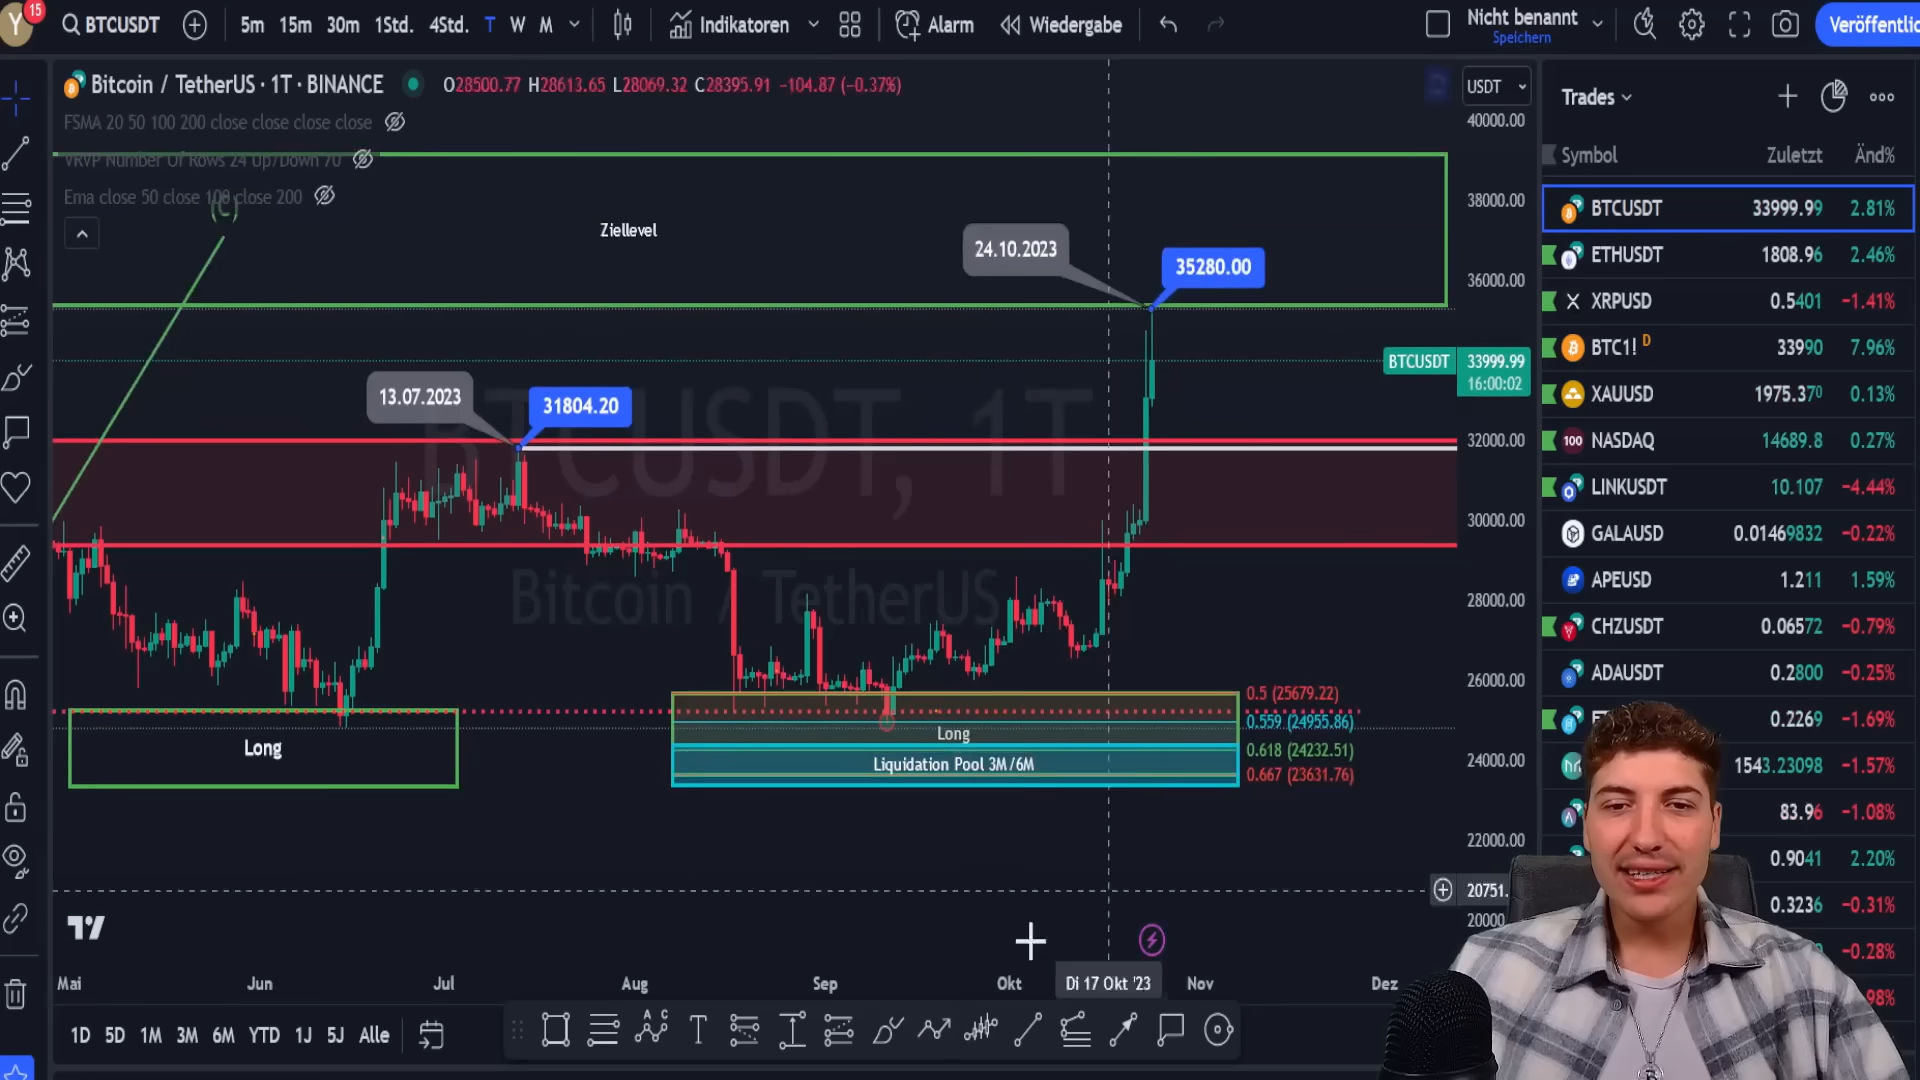 Y 15 BTCUSDT 5m 15m 30m 1Std. 4Std. T W M Indikatoren Alarm Wiedergabe Nicht benannt
Speichern
Veröffentlic
Bitcoin / TetherUS · 1T · BINANCE O28500.77 H28613.65 L28069.32 C28395.91 −104.87 (−0.37%)
FSMA 20 50 100 200 close close close close
VRVP Number Of Rows 24 Up/Down 70
Ema close 50 close 100 close 200
(C)
Ziellevel
24.10.2023
35280.00
13.07.2023
31804.20
BTCUSDT, 1T
Bitcoin / TetherUS
Long
Long
Liquidation Pool 3M/6M
0.5 (25679.22)
0.559 (24955.86)
0.618 (24232.51)
0.667 (23631.76)
USDT
40000.00
38000.00
36000.00
BTCUSDT 33999.99
16:00:02
32000.00
30000.00
28000.00
26000.00
24000.00
22000.00
20751.
20000
Mai Jun Jul Aug Sep Okt Di 17 Okt '23 Nov Dez
1D 5D 1M 3M 6M YTD 1J 5J Alle
A C
T
Trades
Symbol Zuletzt Änd%
BTCUSDT 33999.99 2.81%
ETHUSDT 1808.96 2.46%
XRPUSD 0.5401 −1.41%
BTC1! D 33990 7.96%
XAUUSD 1975.370 0.13%
100 NASDAQ 14689.8 0.27%
LINKUSDT 10.107 −4.44%
GALAUSD 0.01469832 −0.22%
APEUSD 1.211 1.59%
CHZUSDT 0.06572 −0.79%
ADAUSDT 0.2800 −0.25%
0.2269 −1.69%
1543.23098 −1.57%
83.96 −1.08%
0.9041 2.20%
0.3236 −0.31%
−0.28%
98%